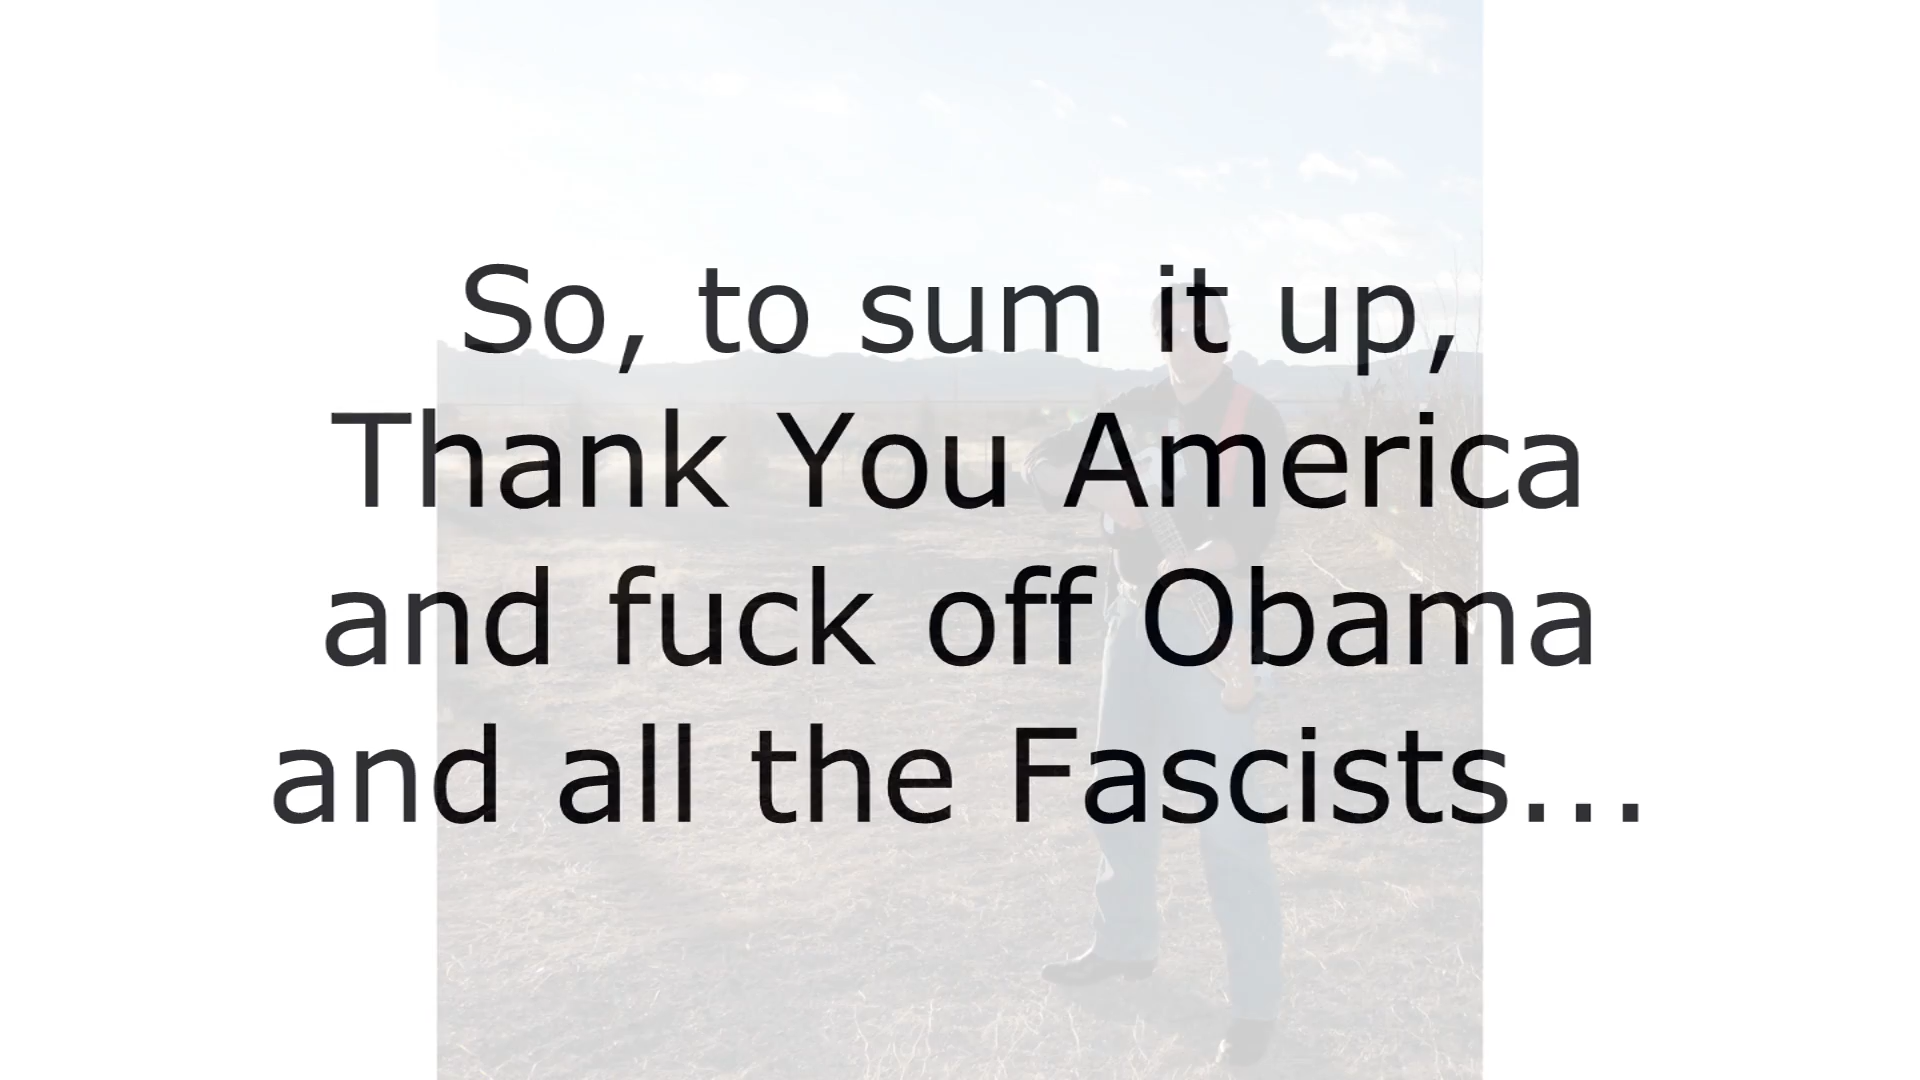 So, to sum it up,
Thank You America
and fuck off Obama
and all the Fascists...